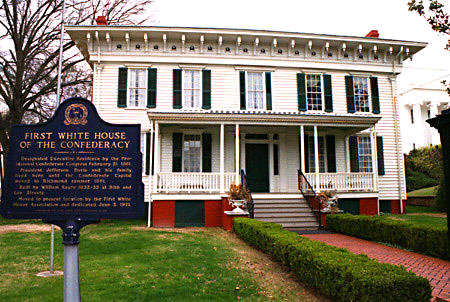 FIRST WHITE HOUSE
OF THE CONFEDERACY
Designated Executive Residence by the Pro-
visional Confederate Congress February 21, 1861.
President Jefferson Davis and his family
lived here until the Confederate Capital
moved to Richmond summer 1861.
Built by William Sayre 1832-35 at Bibb and
Lee Streets.
Moved to present location by the First White
House Association and dedicated June 3, 1921.